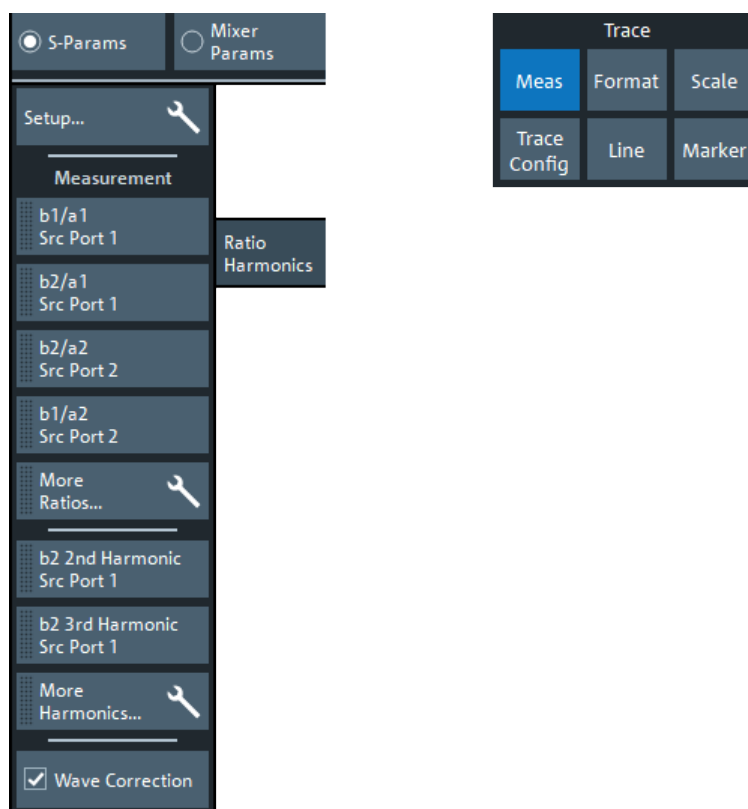 S-Params
Mixer
Params
Setup...
Measurement
b1/a1
Src Port 1
b2/a1
Src Port 1
b2/a2
Src Port 2
b1/a2
Src Port 2
More
Ratios...
b2 2nd Harmonic
Src Port 1
b2 3rd Harmonic
Src Port 1
More
Harmonics...
Wave Correction
Ratio
Harmonics
Trace
Meas Format Scale
Trace
Config
Line
Marker